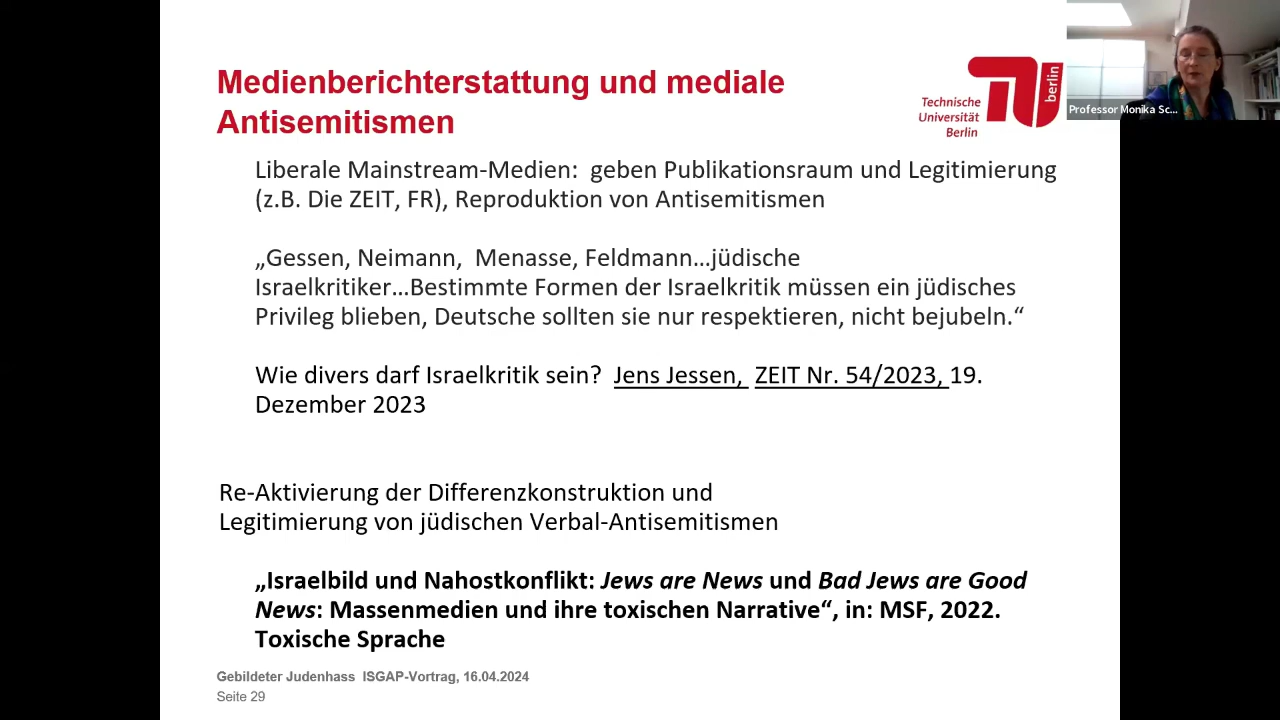 Medienberichterstattung und mediale
Antisemitismen
Technische
Universität
Berlin
berlin
Professor Monika Sc...
Liberale Mainstream-Medien: geben Publikationsraum und Legitimierung
(z.B. Die ZEIT, FR), Reproduktion von Antisemitismen
„Gessen, Neimann, Menasse, Feldmann...jüdische
Israelkritiker...Bestimmte Formen der Israelkritik müssen ein jüdisches
Privileg blieben, Deutsche sollten sie nur respektieren, nicht bejubeln.“
Wie divers darf Israelkritik sein? Jens Jessen, ZEIT Nr. 54/2023, 19.
Dezember 2023
Re-Aktivierung der Differenzkonstruktion und
Legitimierung von jüdischen Verbal-Antisemitismen
„Israelbild und Nahostkonflikt: Jews are News und Bad Jews are Good
News: Massenmedien und ihre toxischen Narrative“, in: MSF, 2022.
Toxische Sprache
Gebildeter Judenhass ISGAP-Vortrag, 16.04.2024
Seite 29